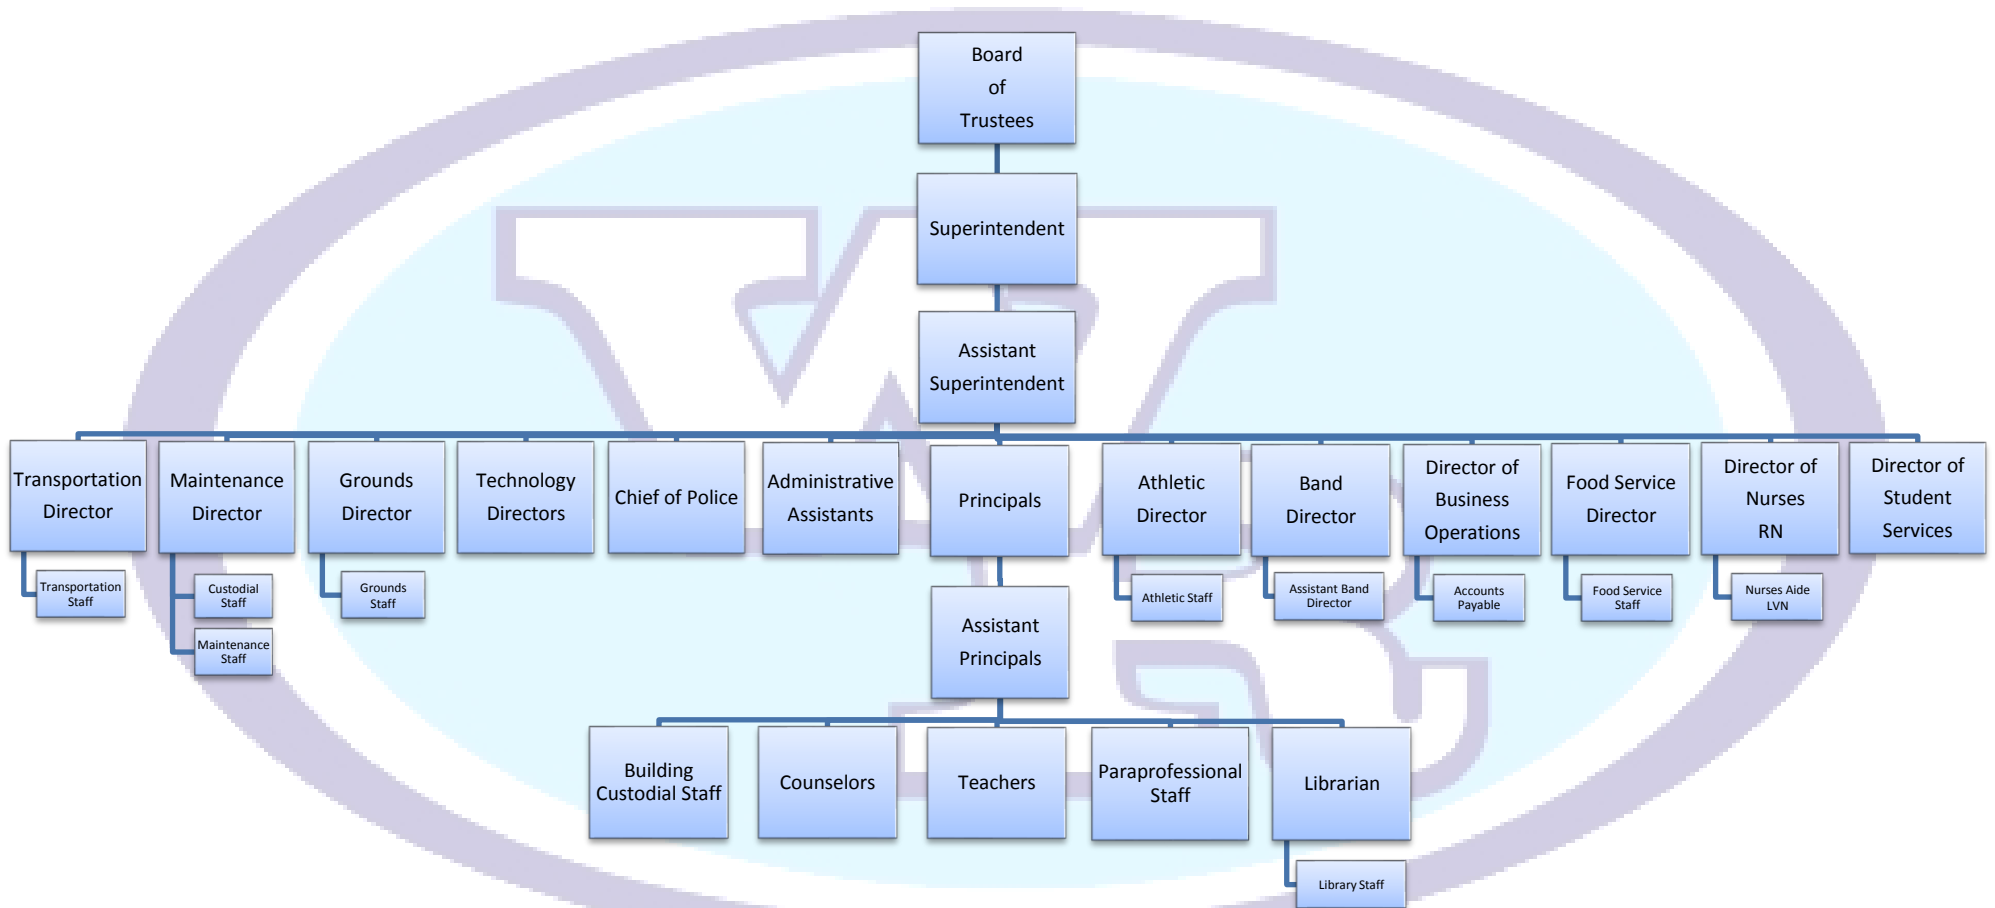 Board
of
Trustees
Superintendent
Assistant
Superintendent
Transportation
Director
Maintenance
Director
Grounds
Director
Technology
Directors
Chief of Police
Administrative
Assistants
Principals
Athletic
Director
Band
Director
Director of
Business
Operations
Food Service
Director
Director of
Nurses
RN
Director of
Student
Services
Transportation
Staff
Custodial
Staff
Maintenance
Staff
Grounds
Staff
Athletic Staff
Assistant Band
Director
Accounts
Payable
Food Service
Staff
Nurses Aide
LVN
Assistant
Principals
Building
Custodial Staff
Counselors
Teachers
Paraprofessional
Staff
Librarian
Library Staff